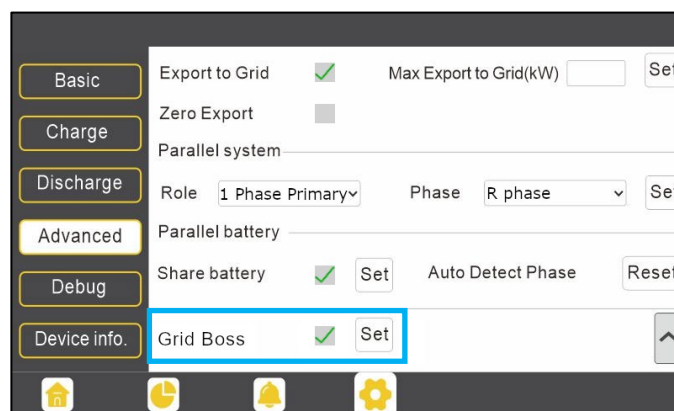 Basic
Charge
Discharge
Advanced
Debug
Device info.
Export to Grid Max Export to Grid(kW) Set
Zero Export
Parallel system
Role 1 Phase Primary Phase R phase Set
Parallel battery
Share battery Set Auto Detect Phase Reset
Grid Boss Set